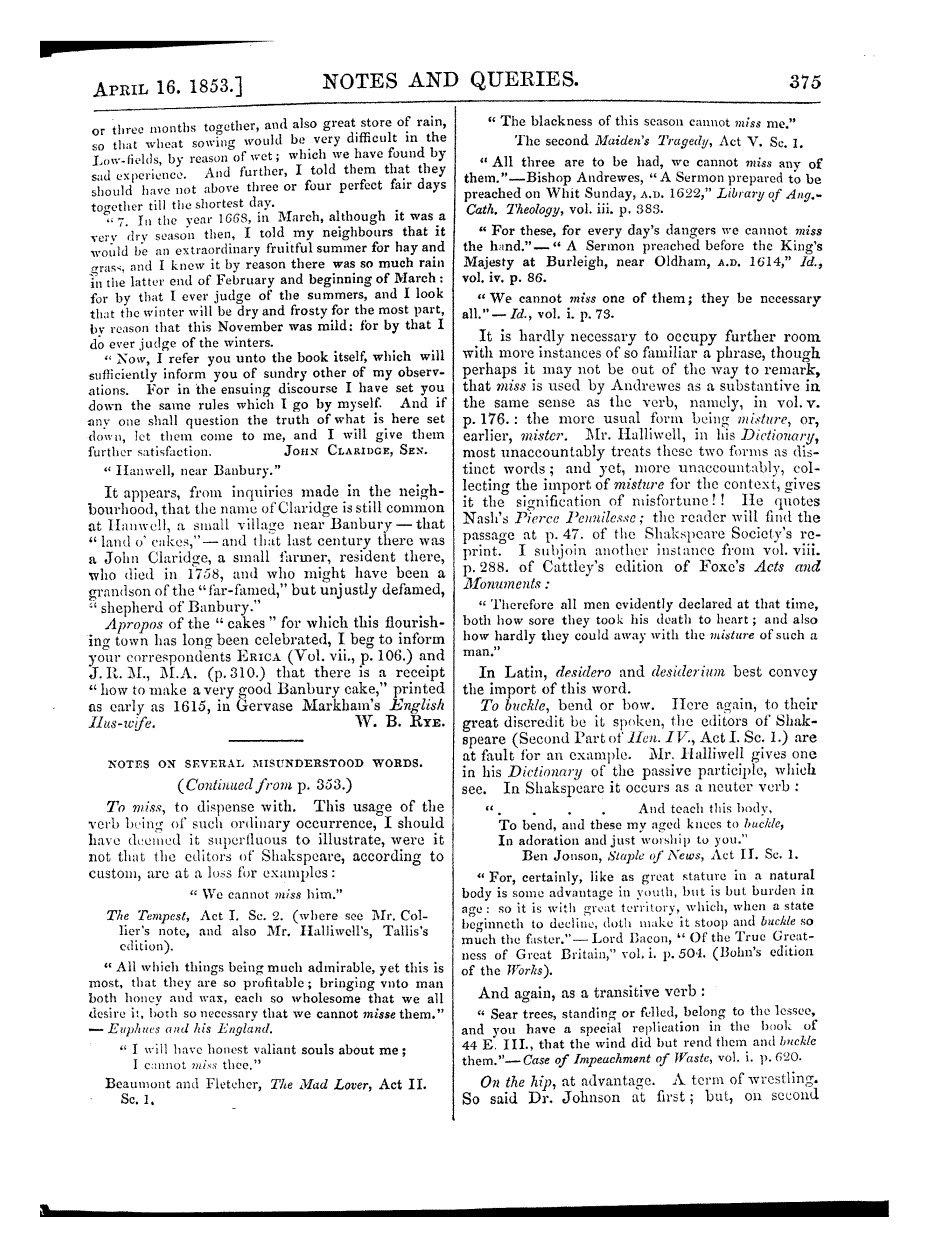 APRIL 16. 1853.] NOTES AND QUERIES. 375
or three months together, and also great store of rain,
so that wheat sowing would be very difficult in the
Low-fields, by reason of wet; which we have found by
sad experience. And further, I told them that they
should have not above three or four perfect fair days
together till the shortest day.
"7. In the year 1668, in March, although it was a
very dry season then, I told my neighbours that it
would be an extraordinary fruitful summer for hay and
grass, and I knew it by reason there was so much rain
in the latter end of February and beginning of March:
for by that I ever judge of the summers, and I look
that the winter will be dry and frosty for the most part,
by reason that this November was mild: for by that I
do ever judge of the winters.
"Now, I refer you unto the book itself, which will
sufficiently inform you of sundry other of my observ-
ations. For in the ensuing discourse I have set you
down the same rules which I go by myself. And if
any one shall question the truth of what is here set
down, let them come to me, and I will give them
further satisfaction. JOHN CLARIDGE, SEN.
"Hanwell, near Banbury."
It appears, from inquiries made in the neigh-
bourhood, that the name of Claridge is still common
at Hanwell, a small village near Banbury — that
"land o' cakes,"— and that last century there was
a John Claridge, a small farmer, resident there,
who died in 1758, and who might have been a
grandson of the "far-famed," but unjustly defamed,
"shepherd of Banbury."
Apropos of the "cakes" for which this flourish-
ing town has long been celebrated, I beg to inform
your correspondents ERICA (Vol. vii., p. 106.) and
J. R. M., M.A. (p. 310.) that there is a receipt
"how to make a very good Banbury cake," printed
as early as 1615, in Gervase Markham's English
Hus-wife. W. B. RYE.
NOTES ON SEVERAL MISUNDERSTOOD WORDS.
(Continued from p. 353.)
To miss, to dispense with. This usage of the
verb being of such ordinary occurrence, I should
have deemed it superfluous to illustrate, were it
not that the editors of Shakspeare, according to
custom, are at a loss for examples:
"We cannot miss him."
The Tempest, Act I. Sc. 2. (where see Mr. Col-
lier's note, and also Mr. Halliwell's, Tallis's
edition).
"All which things being much admirable, yet this is
most, that they are so profitable; bringing vnto man
both honey and wax, each so wholesome that we all
desire it, both so necessary that we cannot misse them."
— Euphues and his England.
"I will have honest valiant souls about me;
I cannot miss thee."
Beaumont and Fletcher, The Mad Lover, Act II.
Sc. 1.
"The blackness of this season cannot miss me."
The second Maiden's Tragedy, Act V. Sc. 1.
"All three are to be had, we cannot miss any of
them."—Bishop Andrewes, "A Sermon prepared to be
preached on Whit Sunday, A.D. 1622," Library of Ang.-
Cath. Theology, vol. iii. p. 383.
"For these, for every day's dangers we cannot miss
the hand."—"A Sermon preached before the King's
Majesty at Burleigh, near Oldham, A.D. 1614," Id.,
vol. iv. p. 86.
"We cannot miss one of them; they be necessary
all."— Id., vol. i. p. 73.
It is hardly necessary to occupy further room
with more instances of so familiar a phrase, though
perhaps it may not be out of the way to remark,
that miss is used by Andrewes as a substantive in
the same sense as the verb, namely, in vol. v.
p. 176.: the more usual form being misture, or,
earlier, mister. Mr. Halliwell, in his Dictionary,
most unaccountably treats these two forms as dis-
tinct words; and yet, more unaccountably, col-
lecting the import of misture for the context, gives
it the signification of misfortune!! He quotes
Nash's Pierce Pennilesse; the reader will find the
passage at p. 47. of the Shakspeare Society's re-
print. I subjoin another instance from vol. viii.
p. 288. of Cattley's edition of Foxe's Acts and
Monuments:
"Therefore all men evidently declared at that time,
both how sore they took his death to heart; and also
how hardly they could away with the misture of such a
man."
In Latin, desidero and desiderium best convey
the import of this word.
To buckle, bend or bow. Here again, to their
great discredit be it spoken, the editors of Shak-
speare (Second Part of Hen. IV., Act I. Sc. 1.) are
at fault for an example. Mr. Halliwell gives one
in his Dictionary of the passive participle, which
see. In Shakspeare it occurs as a neuter verb:
". . . . . And teach this body,
To bend, and these my aged knees to buckle,
In adoration and just worship to you."
Ben Jonson, Staple of News, Act II. Sc. 1.
"For, certainly, like as great stature in a natural
body is some advantage in youth, but is but burden in
age: so it is with great territory, which, when a state
beginneth to decline, doth make it stoop and buckle so
much the faster."— Lord Bacon, "Of the True Great-
ness of Great Britain," vol. i. p. 504. (Bohn's edition
of the Works).
And again, as a transitive verb:
"Sear trees, standing or felled, belong to the lessee,
and you have a special replication in the book of
44 E. III., that the wind did but rend them and buckle
them."— Case of Impeachment of Waste, vol. i. p. 620.
On the hip, at advantage. A term of wrestling.
So said Dr. Johnson at first; but, on second